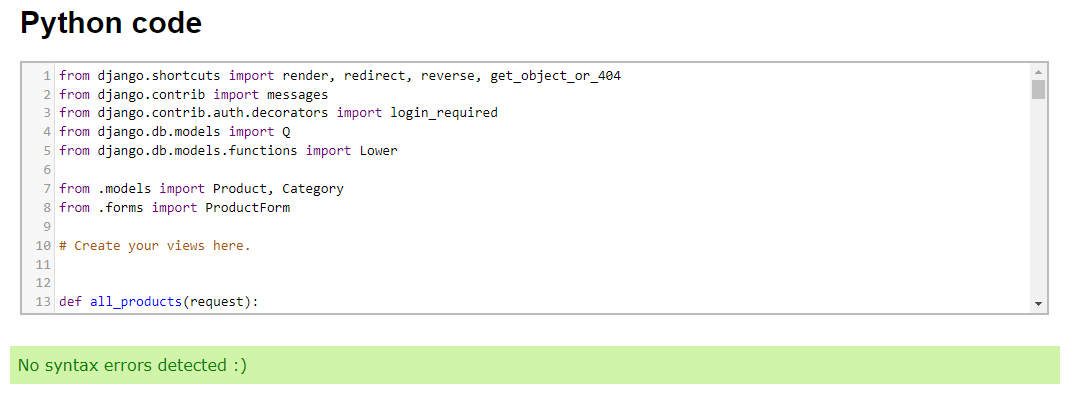 Python code
1 from django.shortcuts import render, redirect, reverse, get_object_or_404
2 from django.contrib import messages
3 from django.contrib.auth.decorators import login_required
4 from django.db.models import Q
5 from django.db.models.functions import Lower
6
7 from .models import Product, Category
8 from .forms import ProductForm
9
10 # Create your views here.
11
12
13 def all_products(request):
No syntax errors detected :)